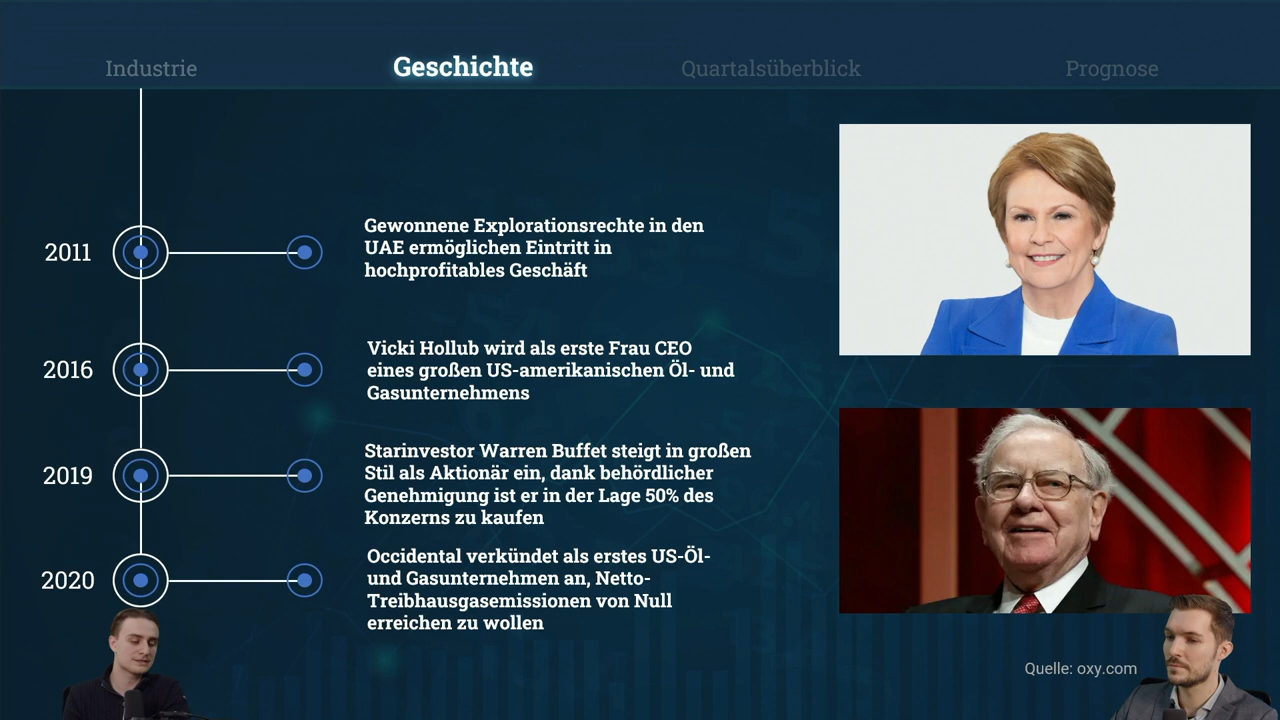 Industrie
Geschichte
Quartalsüberblick
Prognose
2011
Gewonnene Explorationsrechte in den
UAE ermöglichen Eintritt in
hochprofitables Geschäft
2016
Vicki Hollub wird als erste Frau CEO
eines großen US-amerikanischen Öl- und
Gasunternehmens
2019
Starinvestor Warren Buffet steigt in großen
Stil als Aktionär ein, dank behördlicher
Genehmigung ist er in der Lage 50% des
Konzerns zu kaufen
2020
Occidental verkündet als erstes US-Öl-
und Gasunternehmen an, Netto-
Treibhausgasemissionen von Null
erreichen zu wollen
Quelle: oxy.com